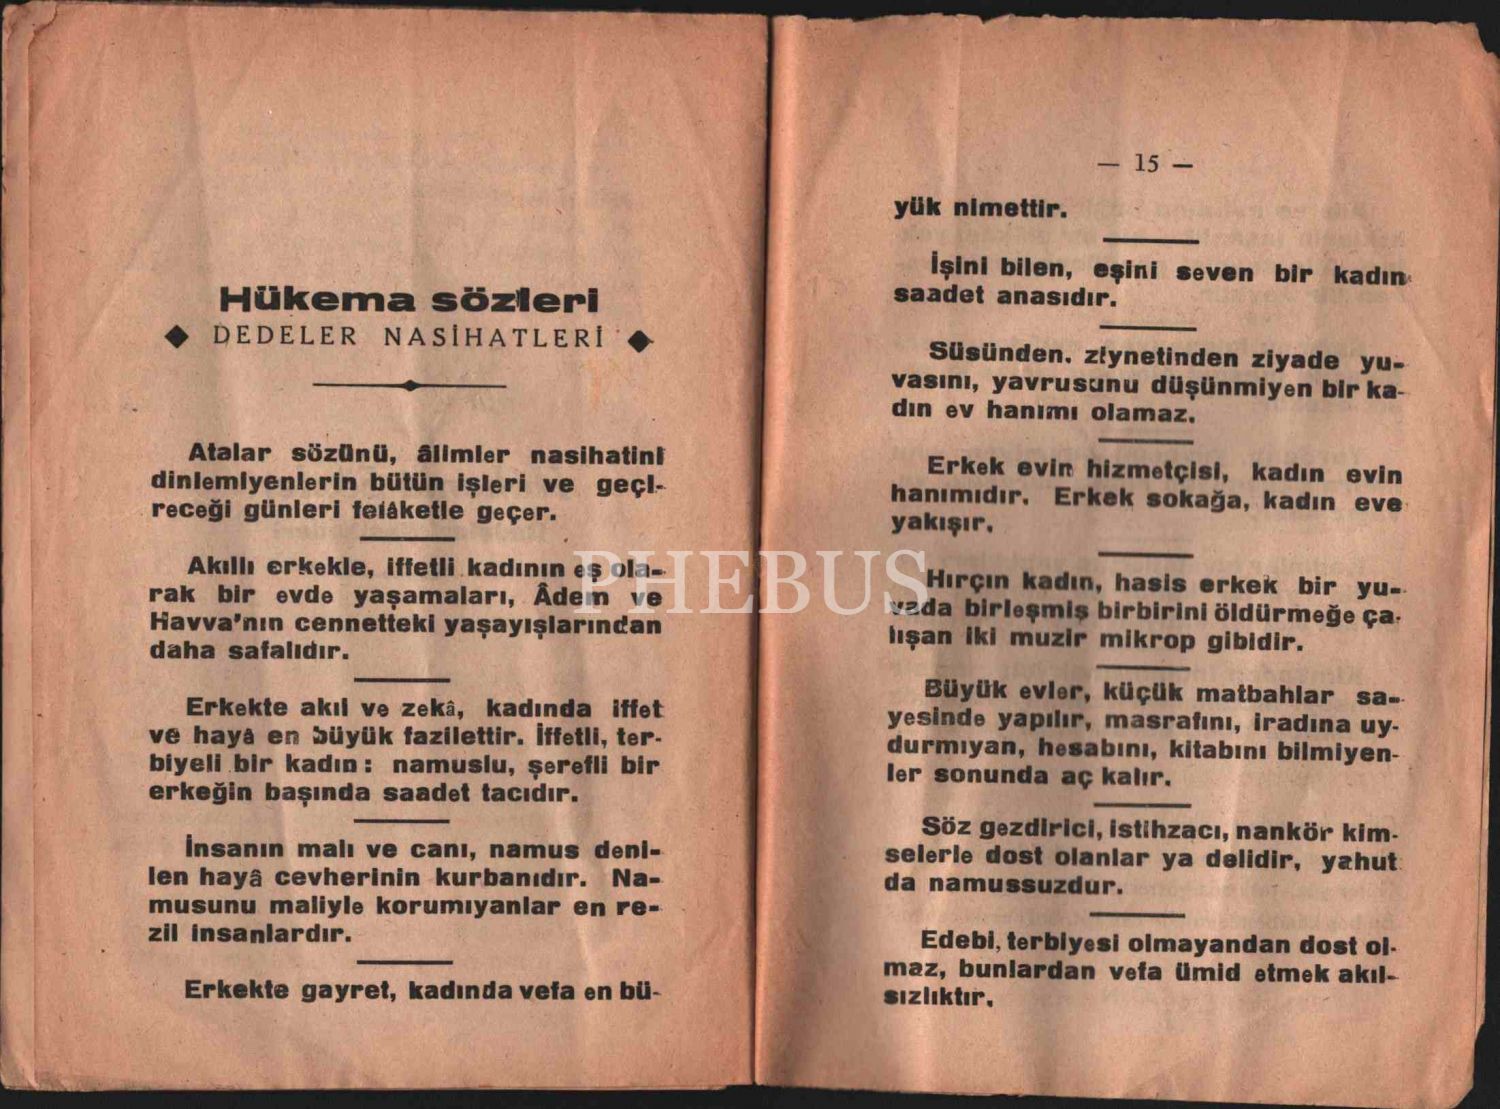 Hükema sözleri
◆ DEDELER NASİHATLERİ ◆
Atalar sözünü, âlimler nasihatini
dinlemiyenlerin bütün işleri ve geçi-
receği günleri felâketle geçer.
Akıllı erkekle, iffetli kadının eş ola-
rak bir evde yaşamaları, Âdem ve
Havva'nın cennetteki yaşayışlarından
daha safalıdır.
Erkekte akıl ve zekâ, kadında iffet
ve hayâ en büyük fazilettir. İffetli, ter-
biyeli bir kadın: namuslu, şerefli bir
erkeğin başında saadet tacıdır.
İnsanın malı ve canı, namus deni-
len hayâ cevherinin kurbanıdır. Na-
musunu maliyle korumıyanlar en re-
zil insanlardır.
Erkekte gayret, kadında vefa en bü-
— 15 —
yük nimettir.
İşini bilen, eşini seven bir kadın
saadet anasıdır.
Süsünden. ziynetinden ziyade yu-
vasını, yavrusunu düşünmiyen bir ka-
dın ev hanımı olamaz.
Erkek evin hizmetçisi, kadın evin
hanımıdır. Erkek sokağa, kadın eve
yakışır.
Hırçın kadın, hasis erkek bir yu-
vada birleşmiş birbirini öldürmeğe ça-
lışan iki muzir mikrop gibidir.
Büyük evler, küçük matbahlar sa-
yesinde yapılır, masrafını, iradına uy-
durmıyan, hesabını, kitabını bilmiyen-
ler sonunda aç kalır.
Söz gezdirici, istihzacı, nankör kim-
selerle dost olanlar ya delidir, yahut
da namussuzdur.
Edebi, terbiyesi olmayandan dost ol-
maz, bunlardan vefa ümid etmek akıl-
sızlıktır.
PHEBUS